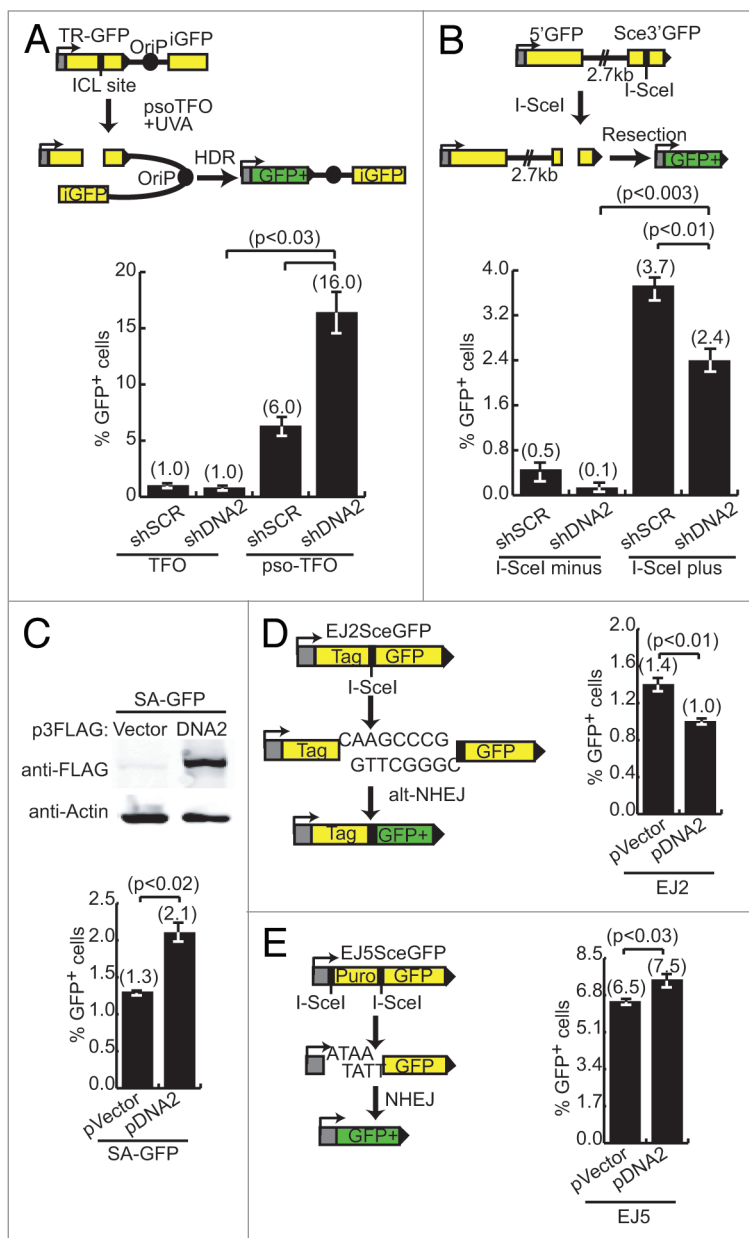 A
TR-GFP
OriP
iGFP
ICL site
psoTFO
+UVA
HDR
OriP
GFP+
iGFP
iGFP
(p<0.03)
20
15
10
5
0
% GFP+ cells
(1.0)
(1.0)
(6.0)
(16.0)
shSCR
shDNA2
shSCR
shDNA2
TFO
pso-TFO
B
5'GFP
Sce3'GFP
2.7kb
I-SceI
I-SceI
Resection
2.7kb
GFP+
(p<0.003)
(p<0.01)
4.0
3.2
2.4
1.6
0.8
0.0
% GFP+ cells
(0.5)
(0.1)
(3.7)
(2.4)
shSCR
shDNA2
shSCR
shDNA2
I-SceI minus
I-SceI plus
C
SA-GFP
p3FLAG: Vector DNA2
anti-FLAG
anti-Actin
(p<0.02)
2.5
2.0
1.5
1.0
0.5
0.0
% GFP+ cells
(1.3)
(2.1)
pVector
pDNA2
SA-GFP
D
EJ2SceGFP
Tag
GFP
I-SceI
Tag
CAAGCCCG
GTTCGGGC
GFP
alt-NHEJ
Tag
GFP+
2.0
1.6
1.2
0.8
0.4
0.0
% GFP+ cells
(p<0.01)
(1.4)
(1.0)
pVector
pDNA2
EJ2
E
EJ5SceGFP
Puro
GFP
I-SceI
I-SceI
ATAA
TATT
GFP
NHEJ
GFP+
8.5
6.8
5.1
3.4
1.7
0.0
% GFP+ cells
(p<0.03)
(6.5)
(7.5)
pVector
pDNA2
EJ5